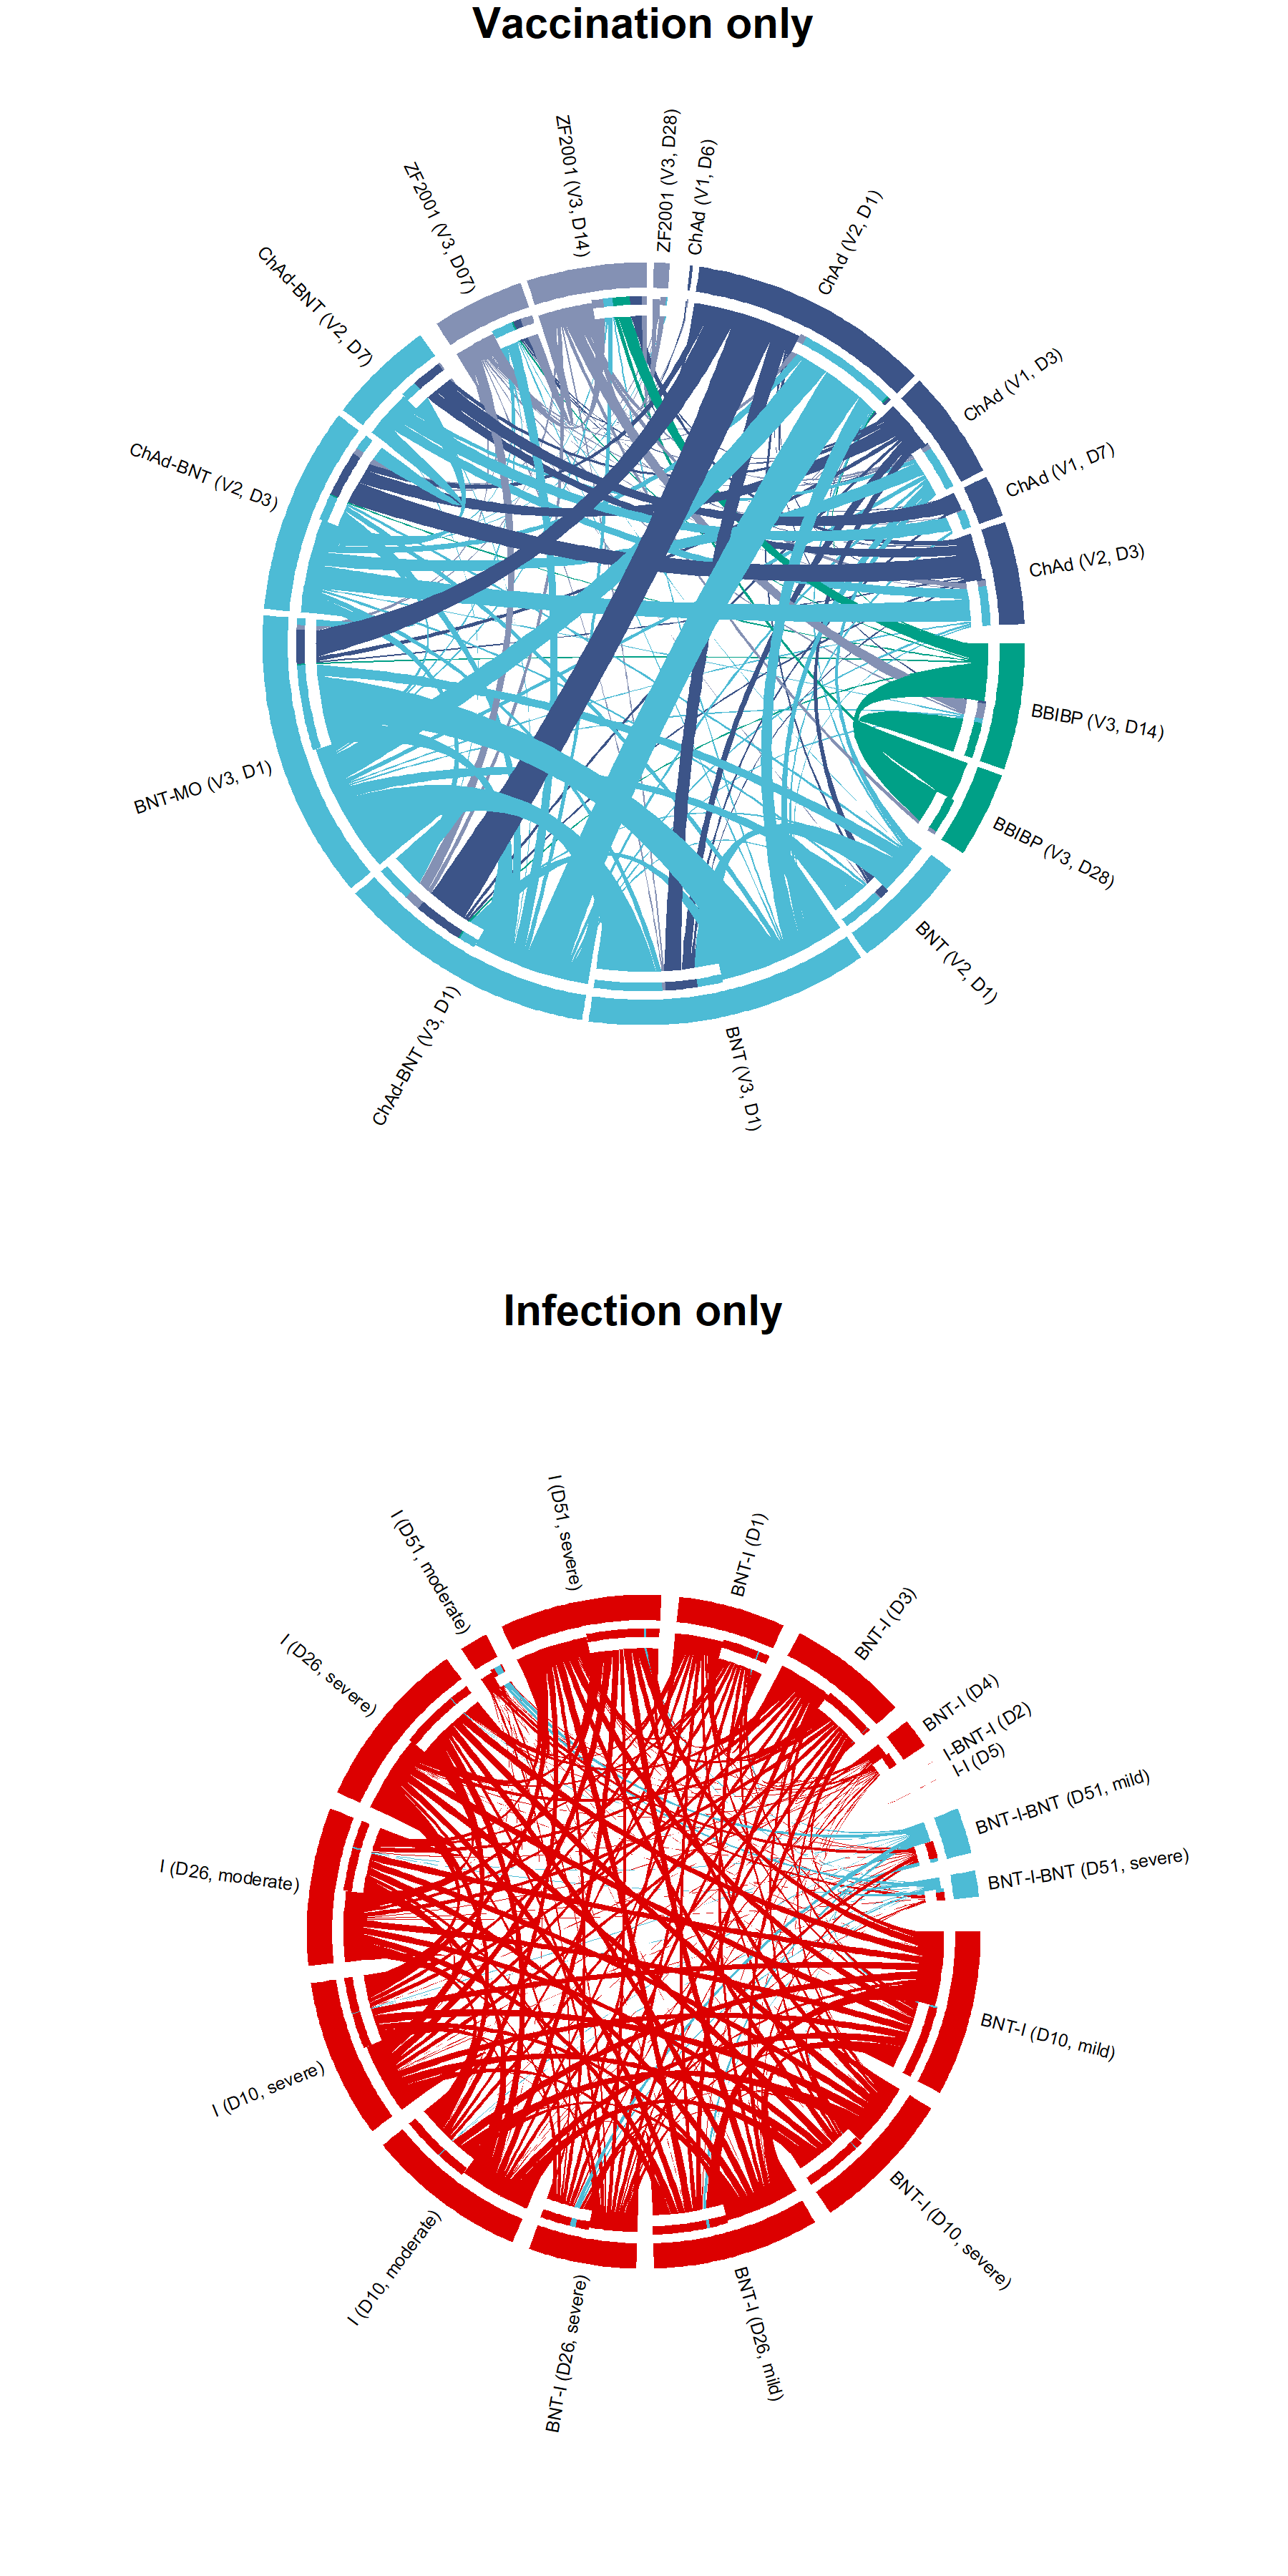 Vaccination only
ZF2001 (V3, D28)
ChAd (V1, D6)
ChAd (V2, D1)
ChAd (V1, D3)
ChAd (V1, D7)
ChAd (V2, D3)
BBIBP (V3, D14)
BBIBP (V3, D28)
BNT (V2, D1)
BNT (V3, D1)
ChAd-BNT (V3, D1)
BNT-MO (V3, D1)
ChAd-BNT (V2, D3)
ChAd-BNT (V2, D7)
ZF2001 (V3, D07)
ZF2001 (V3, D14)
Infection only
I (D51, severe)
BNT-I (D1)
BNT-I (D3)
BNT-I (D4)
I-BNT-I (D2)
I-I (D5)
BNT-I-BNT (D51, mild)
BNT-I-BNT (D51, severe)
BNT-I (D10, mild)
BNT-I (D10, severe)
BNT-I (D26, mild)
BNT-I (D26, severe)
I (D10, moderate)
I (D10, severe)
I (D26, moderate)
I (D26, severe)
I (D51, moderate)